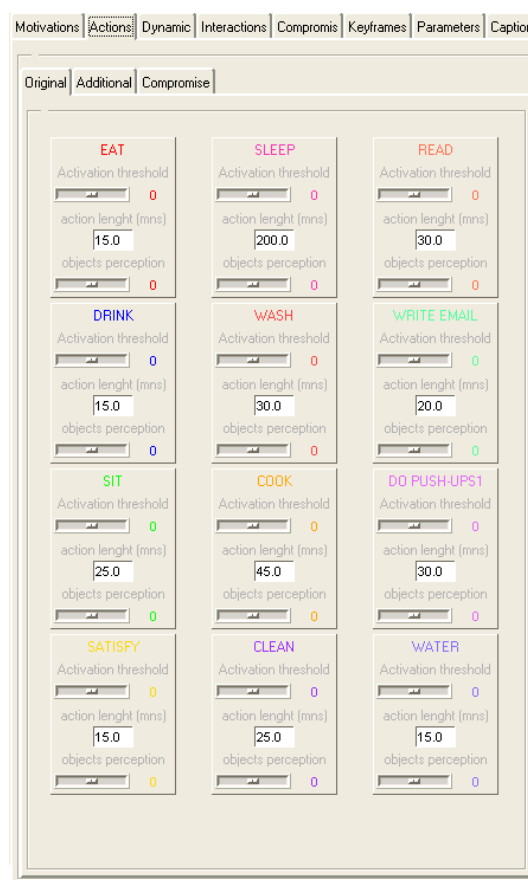 Motivations Actions Dynamic Interactions Compromis Keyframes Parameters Caption
Original Additional Compromise
EAT SLEEP READ
Activation threshold Activation threshold Activation threshold
0 0 0
action lenght (mns) action lenght (mns) action lenght (mns)
15.0 200.0 30.0
objects perception objects perception objects perception
0 0 0
DRINK WASH WRITE EMAIL
Activation threshold Activation threshold Activation threshold
0 0 0
action lenght (mns) action lenght (mns) action lenght (mns)
15.0 30.0 20.0
objects perception objects perception objects perception
0 0 0
SIT COOK DO PUSH-UPS1
Activation threshold Activation threshold Activation threshold
0 0 0
action lenght (mns) action lenght (mns) action lenght (mns)
25.0 45.0 30.0
objects perception objects perception objects perception
0 0 0
SATISFY CLEAN WATER
Activation threshold Activation threshold Activation threshold
0 0 0
action lenght (mns) action lenght (mns) action lenght (mns)
15.0 25.0 15.0
objects perception objects perception objects perception
0 0 0